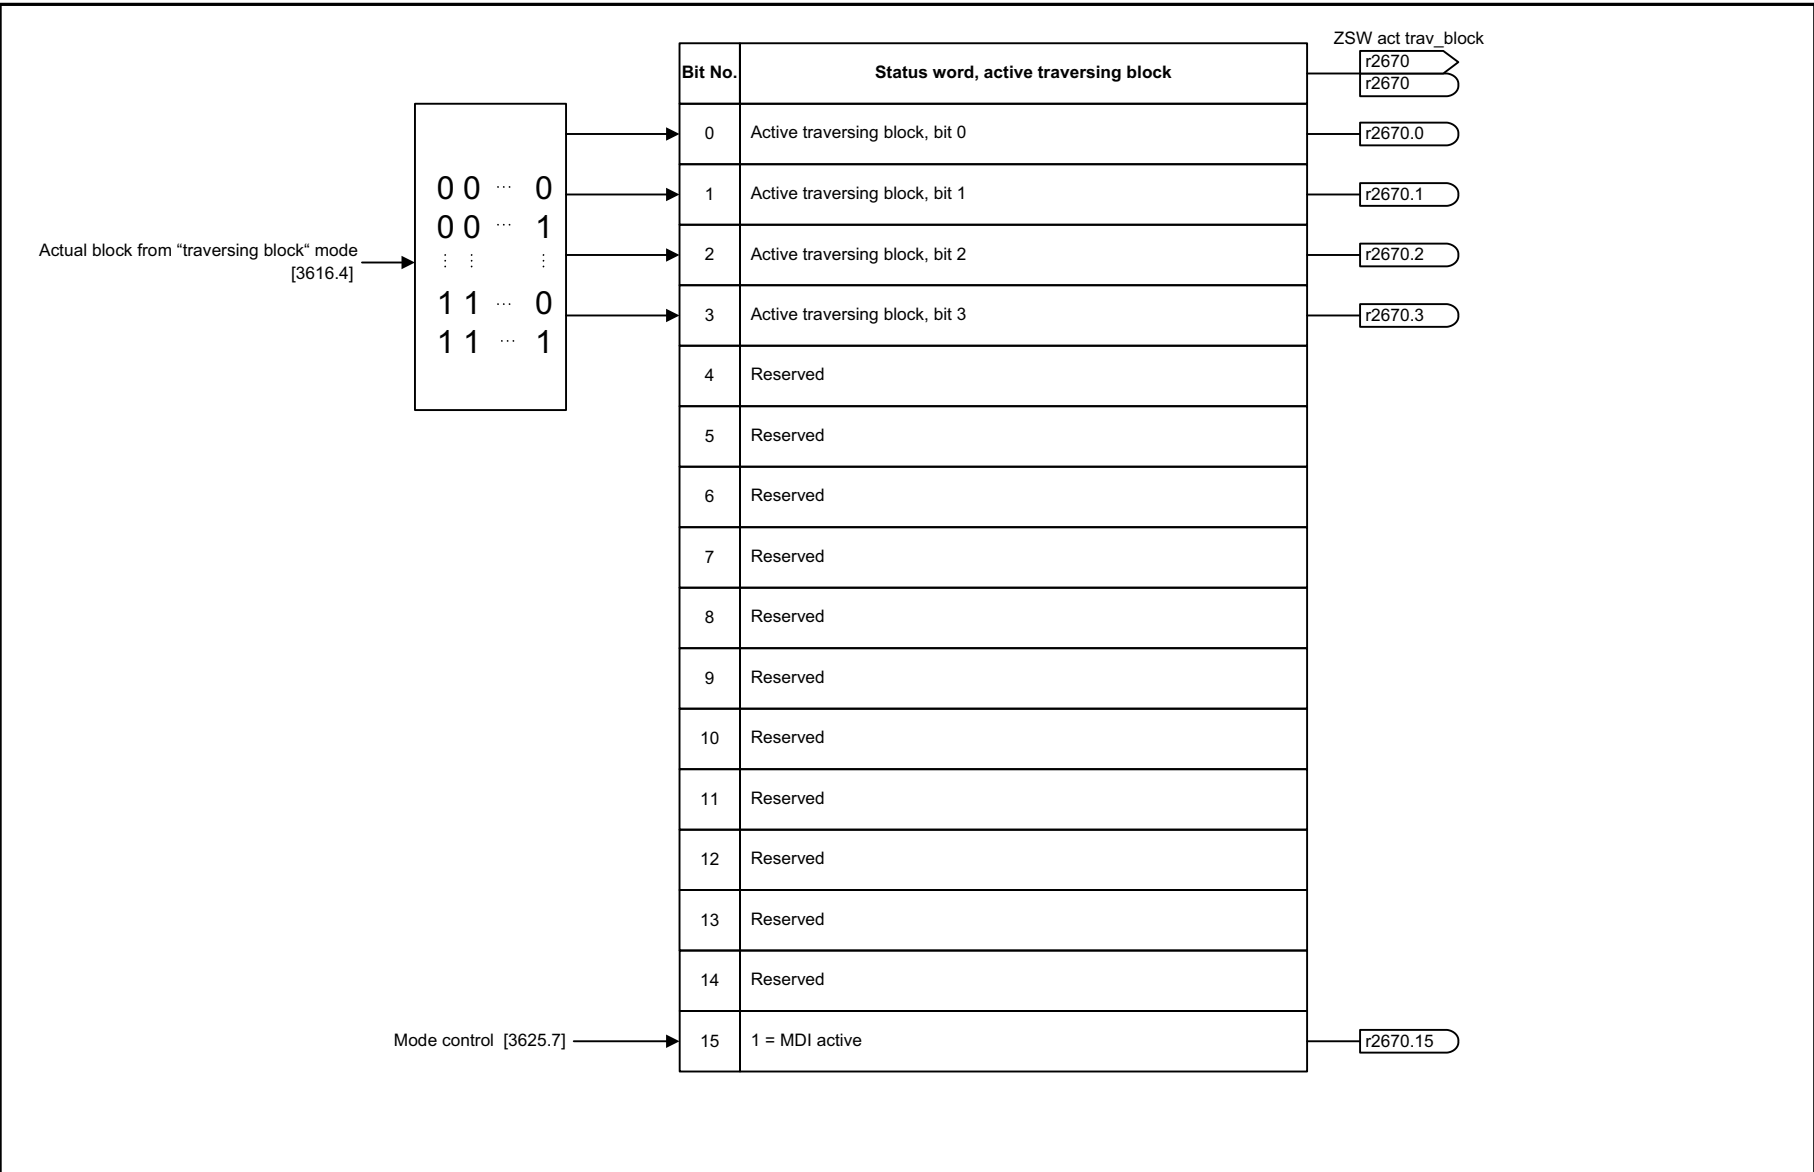 ZSW act trav_block
Bit No. Status word, active traversing block r2670
r2670
0 Active traversing block, bit 0 r2670.0
0 0 ... 0 1 Active traversing block, bit 1 r2670.1
0 0 ... 1
Actual block from “traversing block“ mode 2 Active traversing block, bit 2 r2670.2
[3616.4] ⋮ ⋮ ⋮
1 1 ... 0 3 Active traversing block, bit 3 r2670.3
1 1 ... 1
4 Reserved
5 Reserved
6 Reserved
7 Reserved
8 Reserved
9 Reserved
10 Reserved
11 Reserved
12 Reserved
13 Reserved
14 Reserved
Mode control [3625.7] 15 1 = MDI active r2670.15